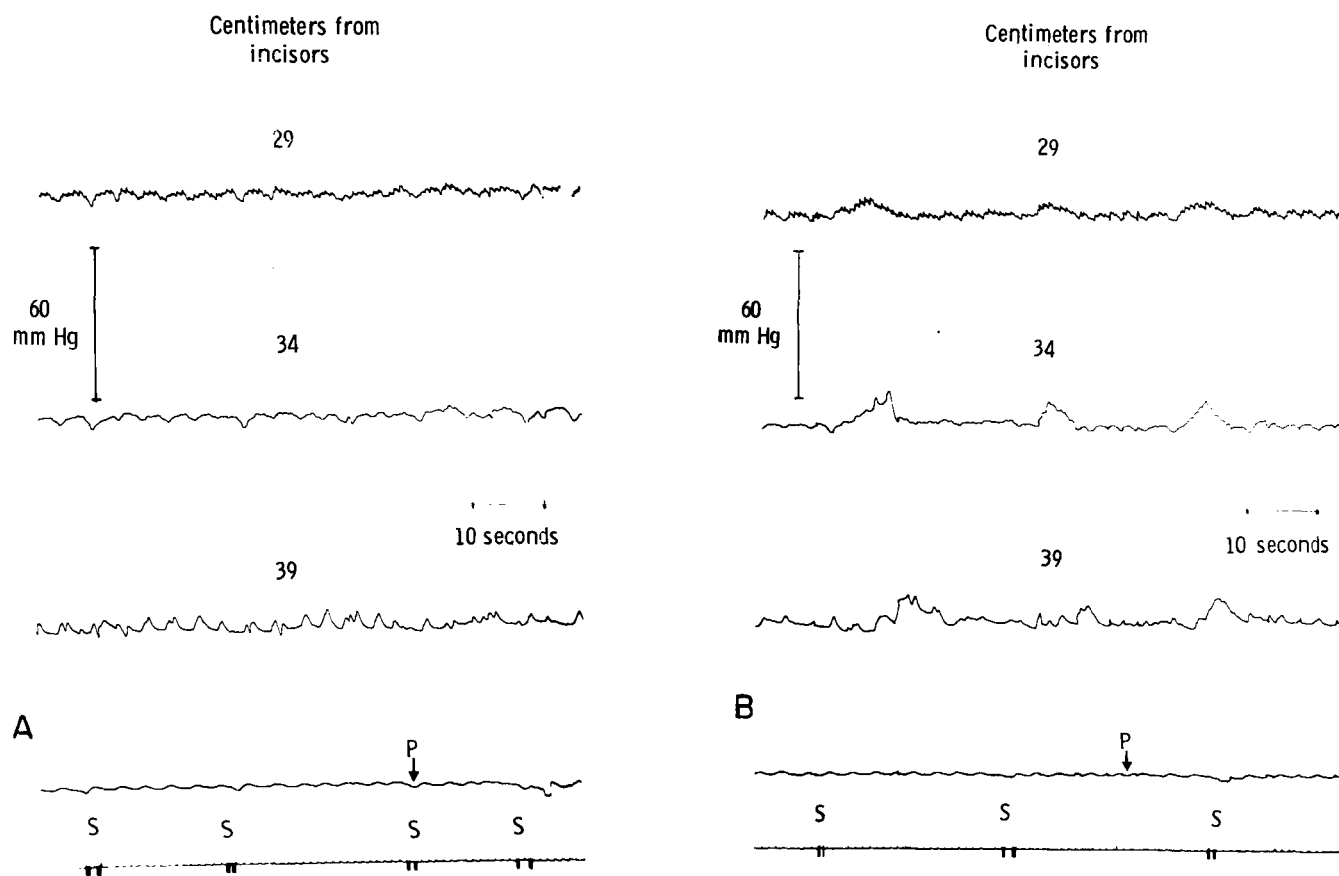 Centimeters from
incisors
29
60
mm Hg
34
10 seconds
39
A
P
S S S S
Centimeters from
incisors
29
60
mm Hg
34
10 seconds
39
B
P
S S S